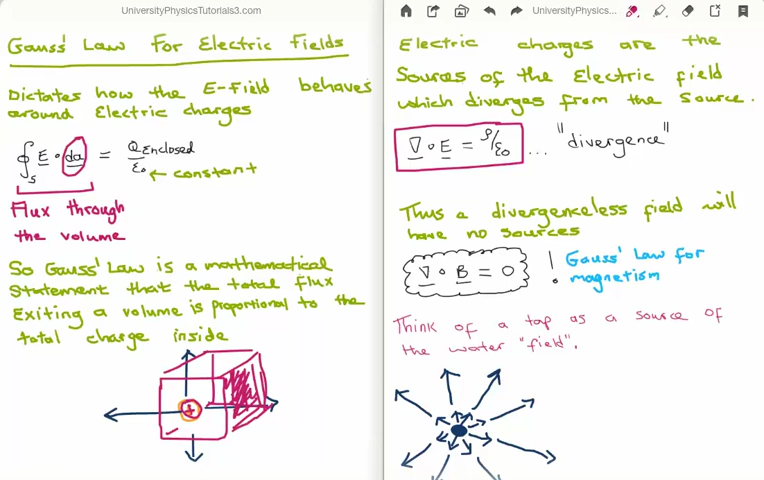 UniversityPhysicsTutorials3.com
Gauss' Law For Electric Fields
Dictates how the E-Field behaves
around Electric charges
∮s E • da = Q Enclosed / ε₀ ← constant
Flux through
the volume
So Gauss' Law is a mathematical
Statement that the total flux
Exiting a volume is proportional to the
total charge inside
+
UniversityPhysics...
Electric charges are the
Sources of the Electric field
which diverges from the source.
∇ • E = ρ/ε₀ ... "divergence"
Thus a divergenceless field will
have no sources
∇ • B = 0 ! Gauss' Law for
magnetism
Think of a tap as a source of
the water "field".